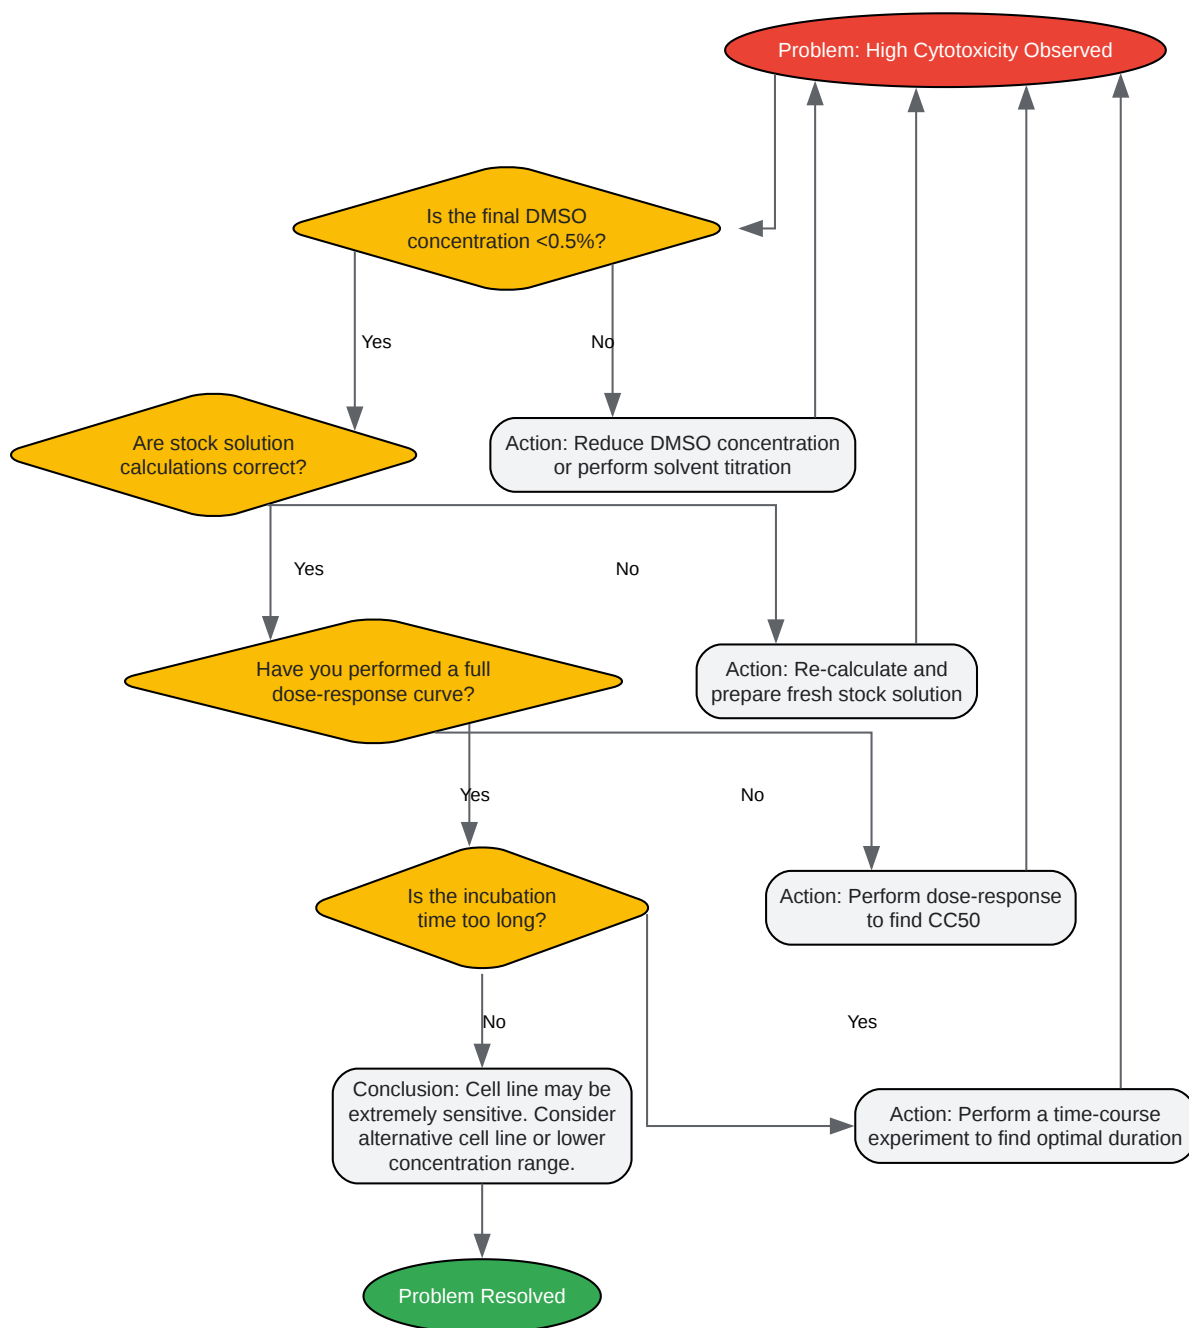 Problem: High Cytotoxicity Observed
Is the final DMSO
concentration <0.5%?
Yes
No
Are stock solution
calculations correct?
Action: Reduce DMSO concentration
or perform solvent titration
Yes
No
Have you performed a full
dose-response curve?
Action: Re-calculate and
prepare fresh stock solution
Yes
No
Is the incubation
time too long?
Action: Perform dose-response
to find CC50
No
Yes
Conclusion: Cell line may be
extremely sensitive. Consider
alternative cell line or lower
concentration range.
Action: Perform a time-course
experiment to find optimal duration
Problem Resolved